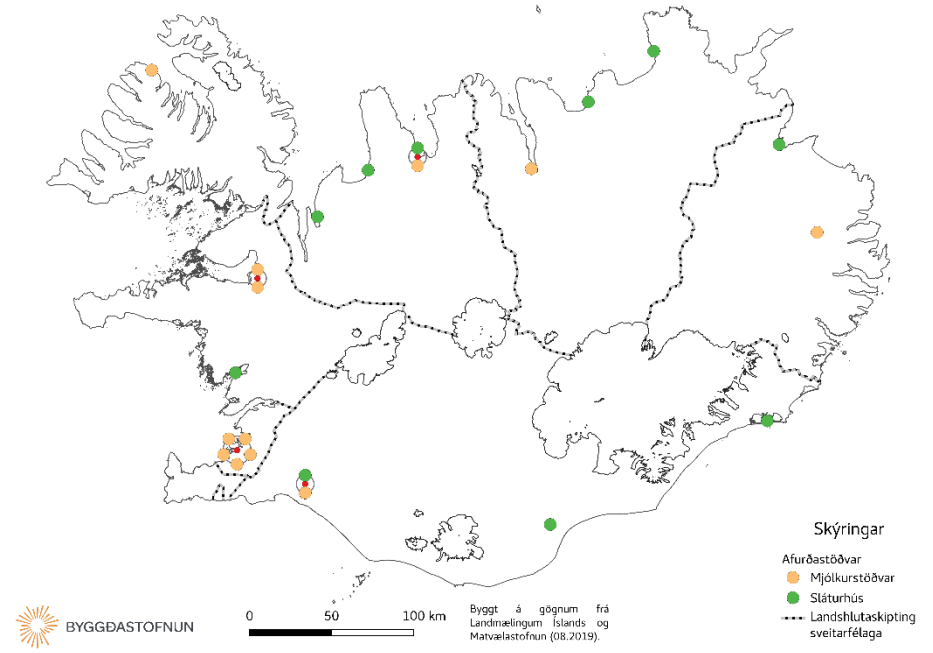 Skýringar
Afurðastöðvar
Mjólkurstöðvar
Sláturhús
Landshlutaskipting
sveitarfélaga
BYGGÐASTOFNUN
0 50 100 km
Byggt á gögnum frá
Landmælingum Íslands og
Matvælastofnun (08.2019).